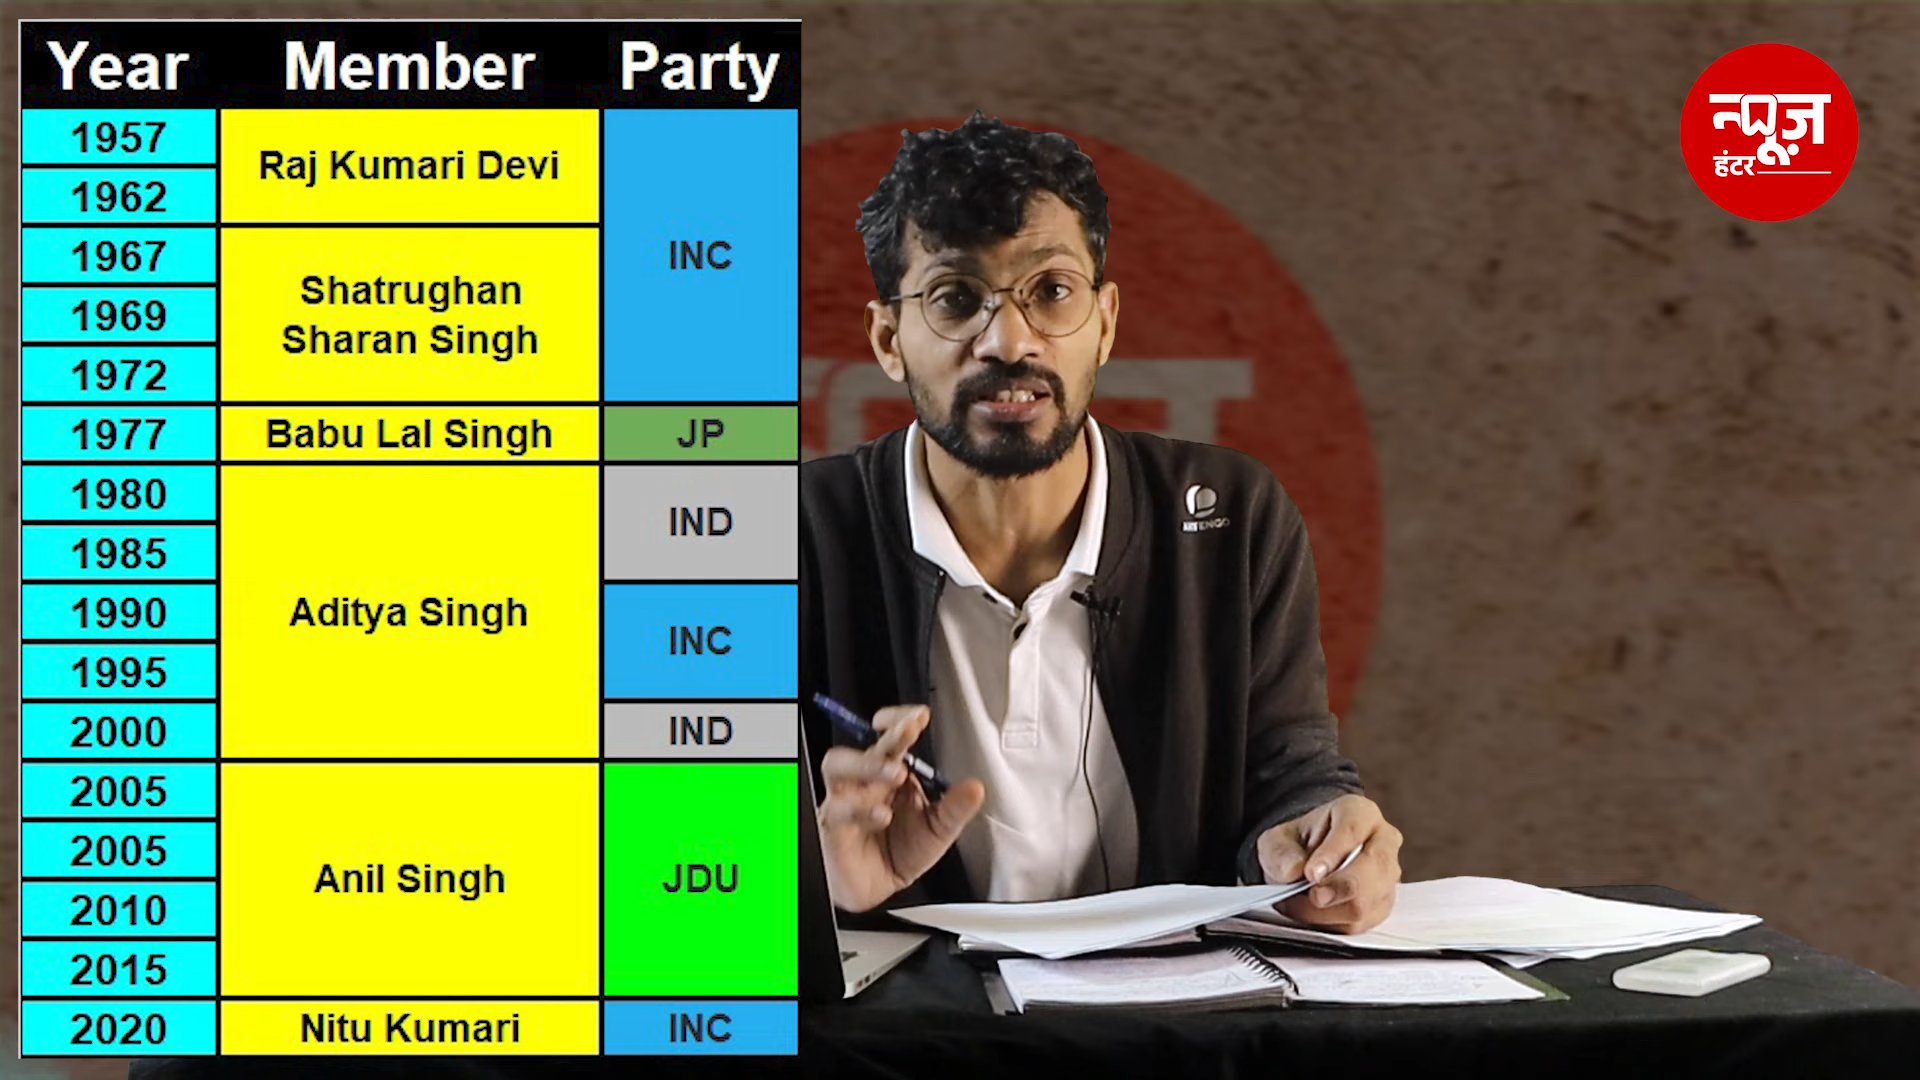 Year Member Party
1957
Raj Kumari Devi
1962
INC
1967
Shatrughan
Sharan Singh
1969
1972
1977 Babu Lal Singh JP
1980
IND
1985
Aditya Singh
1990
INC
1995
2000 IND
2005
2005
Anil Singh JDU
2010
2015
2020 Nitu Kumari INC
न्यूज़
हंटर
ARTENGO